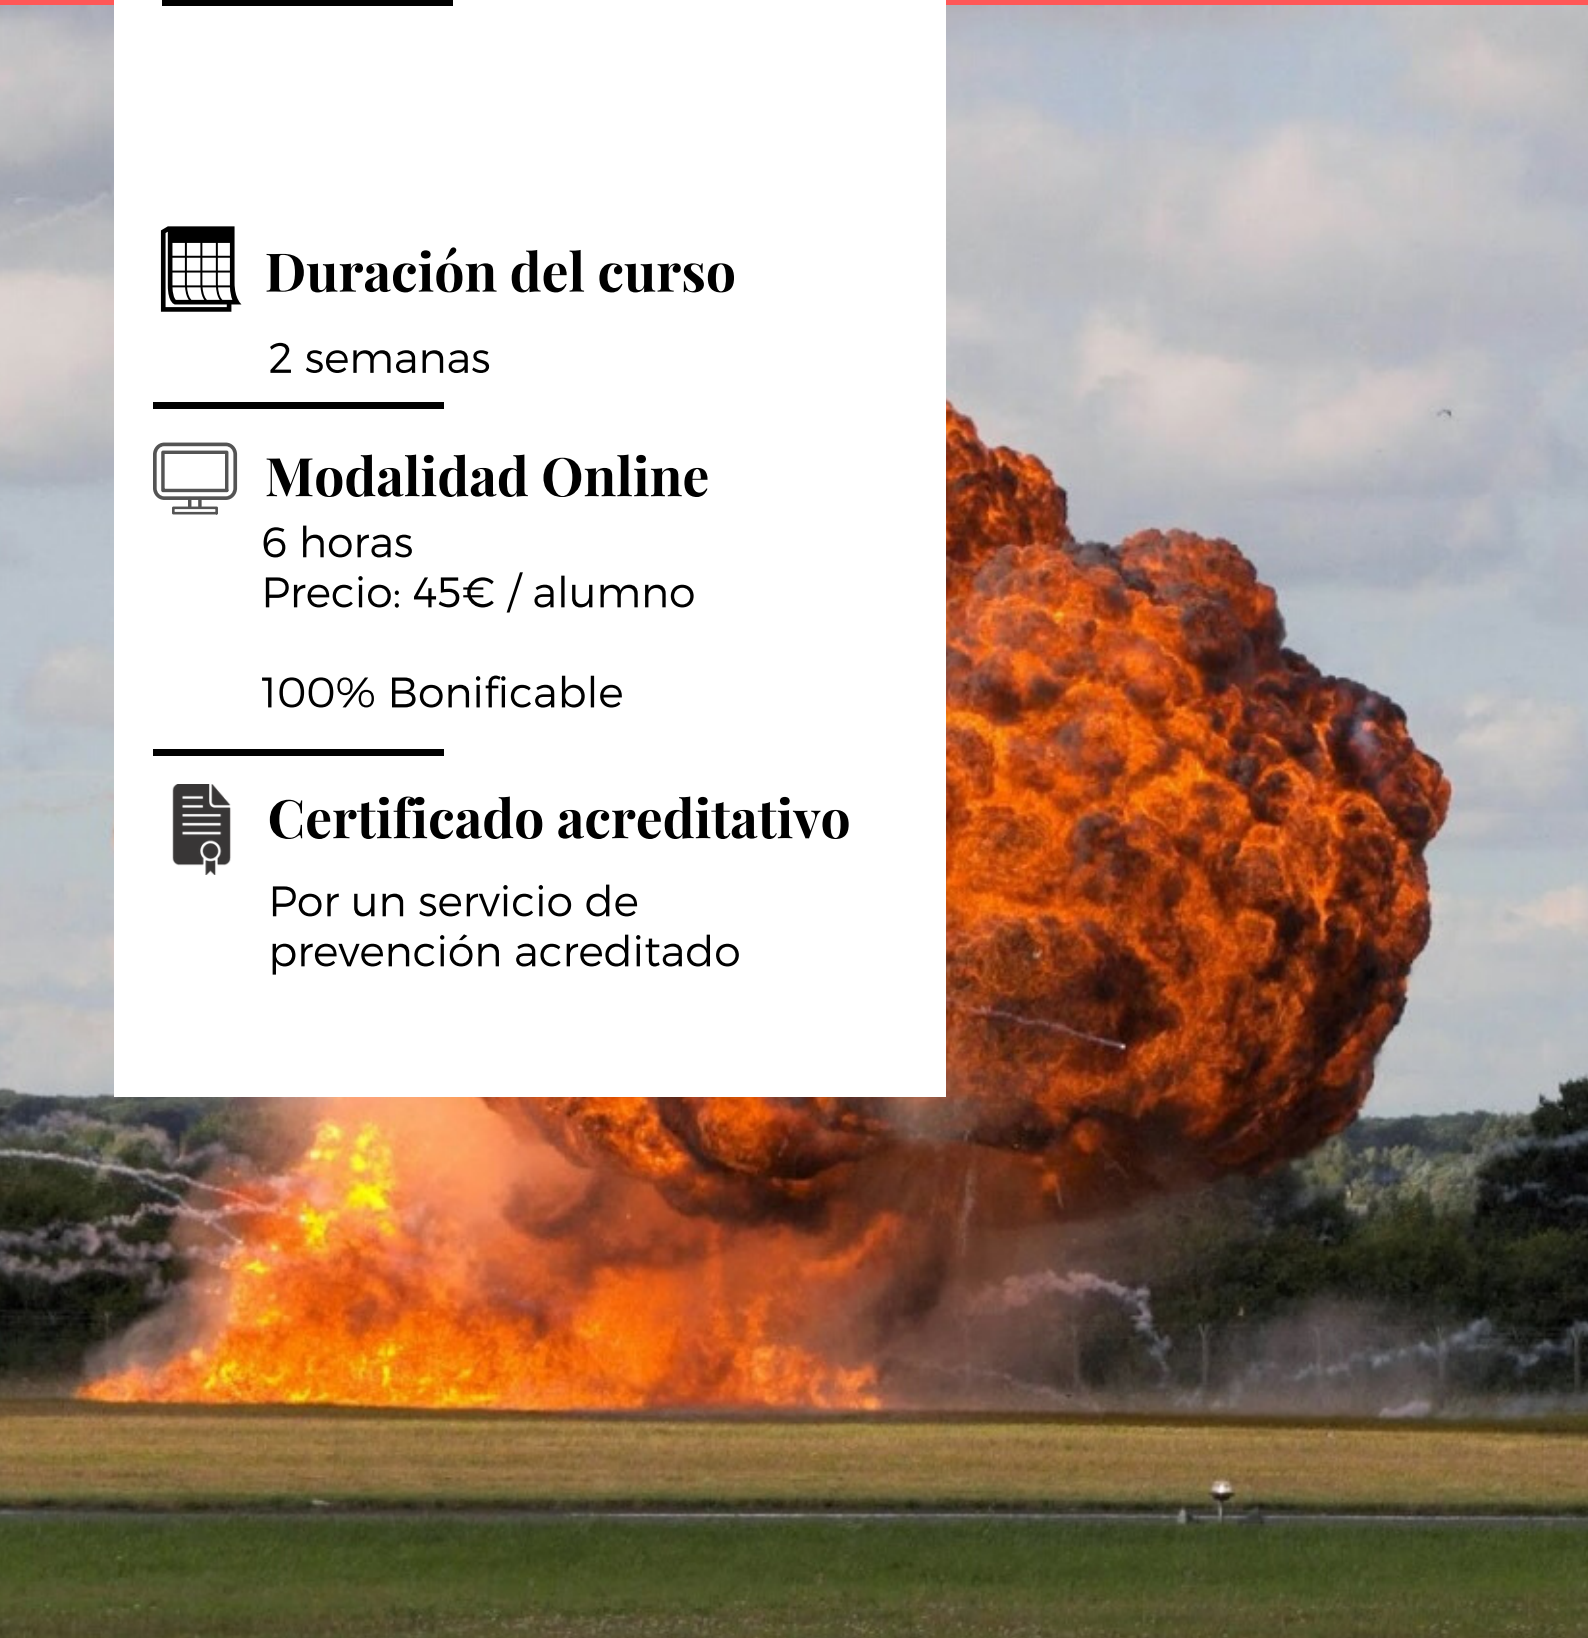 Duración del curso
2 semanas
Modalidad Online
6 horas
Precio: 45€ / alumno
100% Bonificable
Certificado acreditativo
Por un servicio de
prevención acreditado